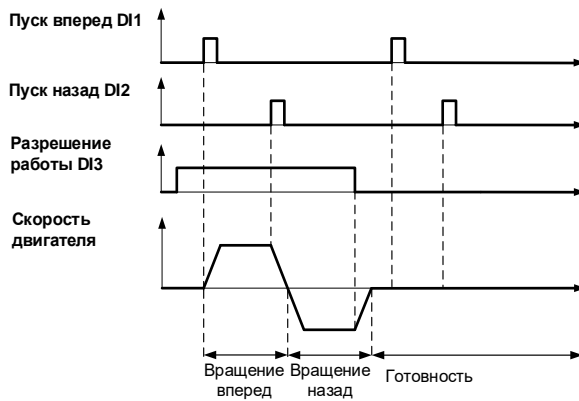 Пуск вперед DI1
Пуск назад DI2
Разрешение
работы DI3
Скорость
двигателя
Вращение
вперед
Вращение
назад
Готовность